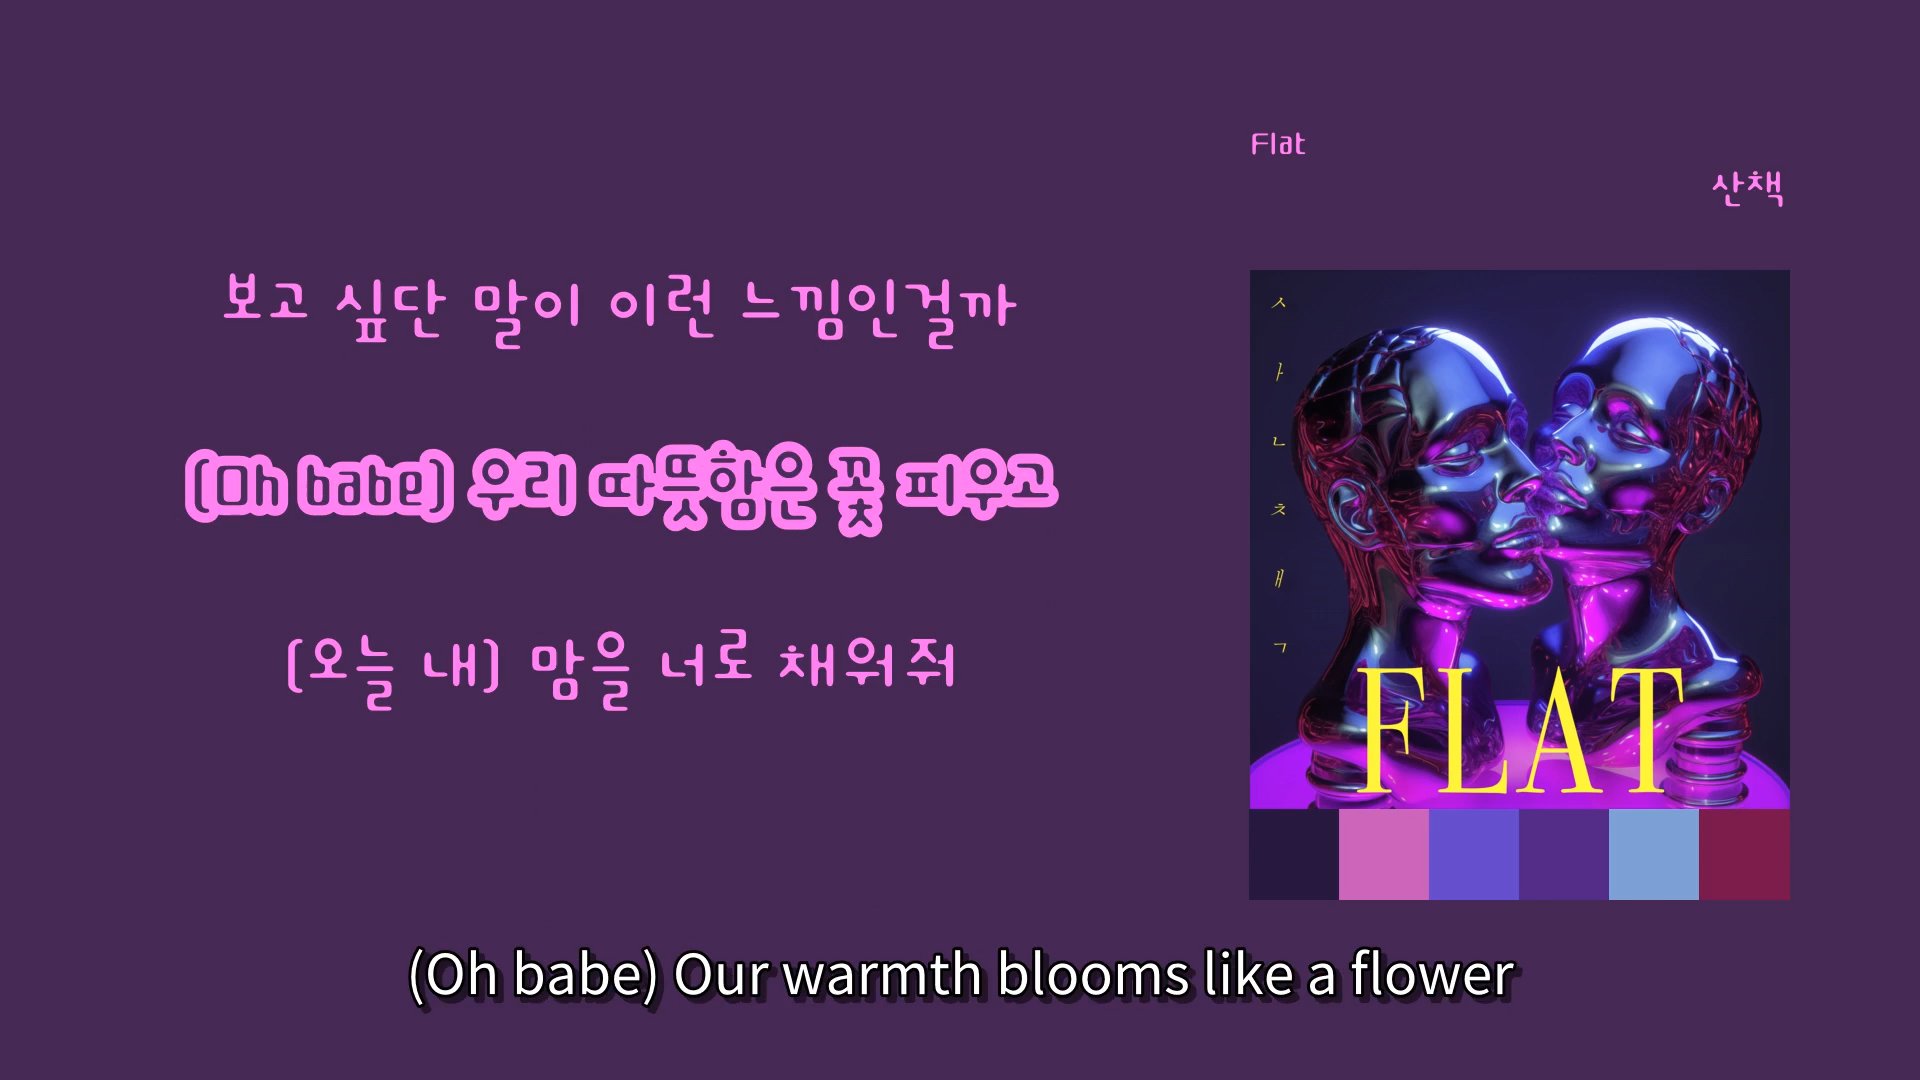 Flat
산책
보고 싶단 말이 이런 느낌인걸까
(Oh babe) 우리 따뜻함은 꽃 피우고
(오늘 내) 맘을 너로 채워줘
ㅅ
ㅏ
ㄴ
ㅊ
ㅐ
ㄱ
FLAT
(Oh babe) Our warmth blooms like a flower